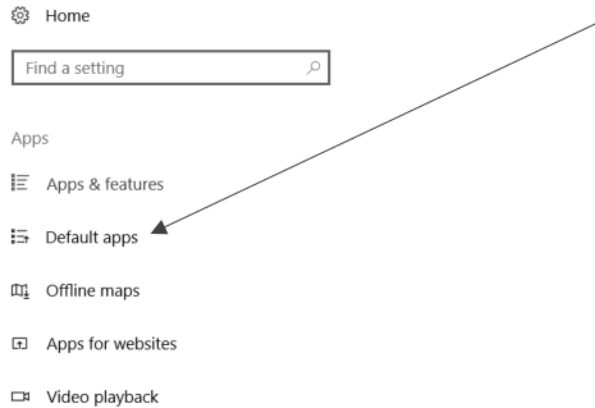 Home
Find a setting
Apps
Apps & features
Default apps
Offline maps
Apps for websites
Video playback